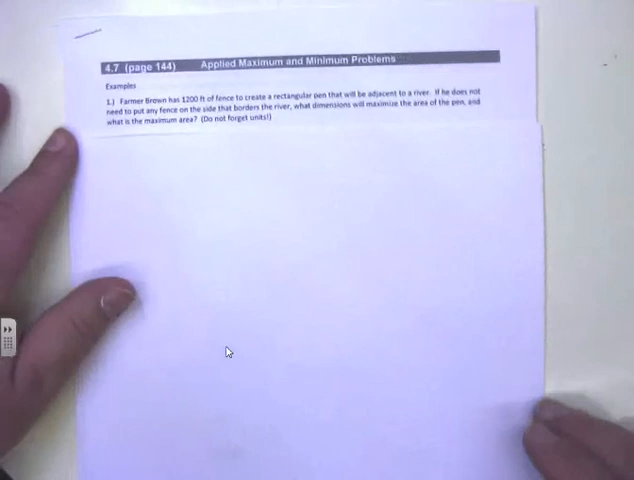 4.7 (page 144) Applied Maximum and Minimum Problems
Examples
1.) Farmer Brown has 1200 ft of fence to create a rectangular pen that will be adjacent to a river. If he does not
need to put any fence on the side that borders the river, what dimensions will maximize the area of the pen, and
what is the maximum area? (Do not forget units!)